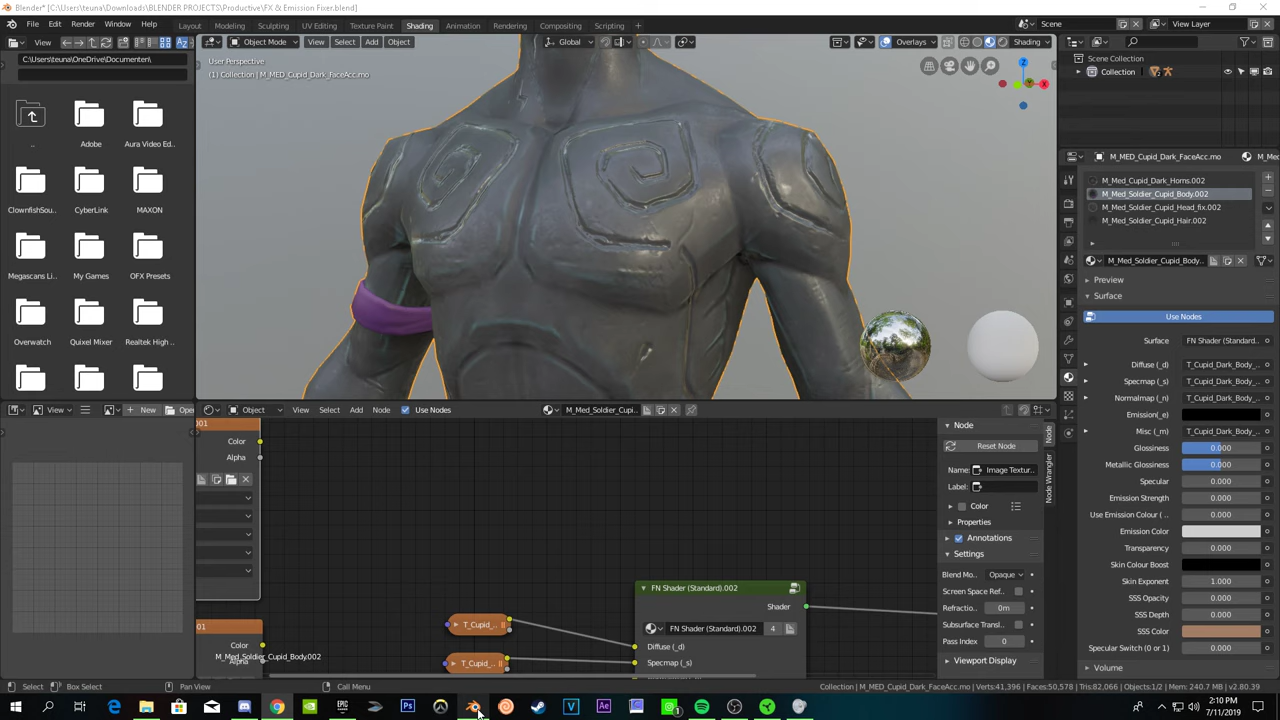 Blender* [C:\Users\teuna\Downloads\BLENDER PROJECTS\Productive\FX & Emission Fixer.blend]
File Edit Render Window Help Layout Modeling Sculpting UV Editing Texture Paint Shading Animation Rendering Compositing Scripting Scene View Layer
View Object Mode View Select Add Object Global Overlays Shading
C:\Users\teuna\OneDrive\Documenten\
User Perspective
(1) Collection | M_MED_Cupid_Dark_FaceAcc.mo
Scene Collection
Collection
..
Adobe
Aura Video Ed..
ClownfishSou..
CyberLink
MAXON
Megascans Li..
My Games
OFX Presets
Overwatch
Quixel Mixer
Realtek High ..
M_MED_Cupid_Dark_FaceAcc.mo
M_Med_Cupid_Dark_Horns.002
M_Med_Soldier_Cupid_Body.002
M_Med_Soldier_Cupid_Head_fix.002
M_Med_Soldier_Cupid_Hair.002
M_Med_Soldier_Cupid_Body..
Preview
Surface
Use Nodes
Surface FN Shader (Standard)...
Diffuse (_d) T_Cupid_Dark_Body_...
Specmap (_s) T_Cupid_Dark_Body_...
Normalmap (_n) T_Cupid_Dark_Body_...
Emission(_e)
Misc (_m) T_Cupid_Dark_Body_...
Glossiness 0.000
Metallic Glossiness 0.000
Specular 0.000
Emission Strength 0.000
Use Emission Colour ( .. 0.000
Emission Color
Transparency 0.000
Skin Colour Boost
Skin Exponent 1.000
SSS Opacity 0.000
SSS Depth 0.000
SSS Color
Specular Switch (0 or 1) 0.000
Volume
View New Open
Object View Select Add Node Use Nodes M_Med_Soldier_Cupi...
001
Color
Alpha
001
Color
Alpha
M_Med_Soldier_Cupid_Body.002
T_Cupid_..
T_Cupid_..
FN Shader (Standard).002
Shader
FN Shader (Standard).002 4
Diffuse (_d)
Specmap (_s)
Node
Reset Node
Name: Image Textur..
Label:
Color
Properties
Annotations
Settings
Blend Mo.. Opaque
Screen Space Ref..
Refractio.. 0m
Subsurface Transl..
Pass Index 0
Viewport Display
Node
Node Wrangler
Select Box Select Pan View Call Menu Collection | M_MED_Cupid_Dark_FaceAcc.mo | Verts:41,396 | Faces:50,578 | Tris:82,066 | Objects:1/2 | Mem: 240.7 MB | v2.80.39
EPIC
2:10 PM
7/11/2019